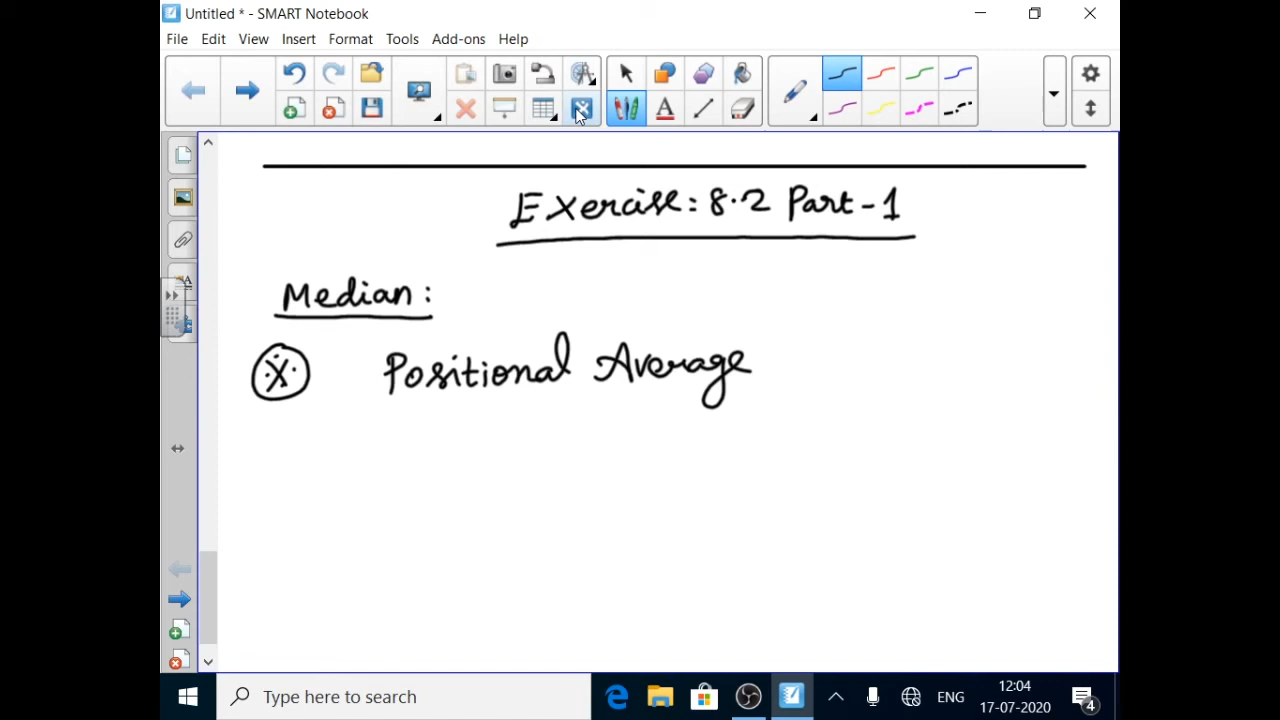 Untitled * - SMART Notebook
File Edit View Insert Format Tools Add-ons Help
Exercise: 8.2 Part-1
Median:
Positional Average
Type here to search
ENG
12:04
17-07-2020
4